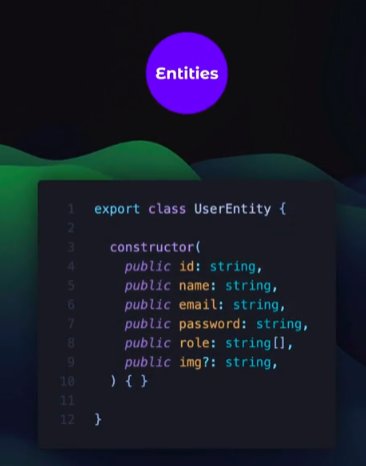 Entities
1 export class UserEntity {
2
3 constructor(
4 public id: string,
5 public name: string,
6 public email: string,
7 public password: string,
8 public role: string[],
9 public img?: string,
10 ) { }
11
12 }